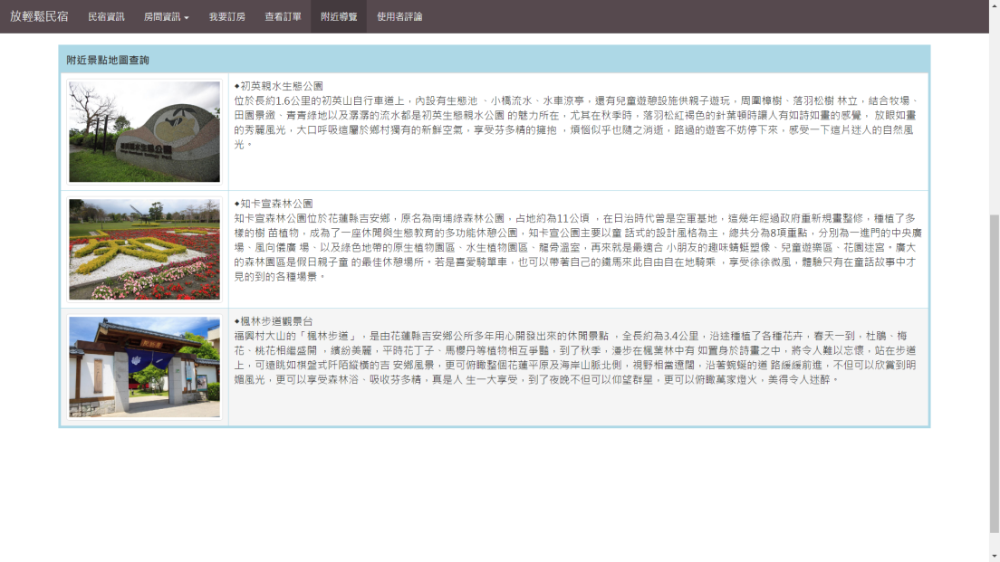 放輕鬆民宿 民宿資訊 房間資訊 我要訂房 查看訂單 附近導覽 使用者評論
附近景點地圖查詢
◆初英親水生態公園
位於長約1.6公里的初英山自行車道上，內設有生態池 、小橋流水、水車涼亭，還有兒童遊憩設施供親子遊玩，周圍樟樹、落羽松樹 林立，結合牧場、
田園景緻、青青綠地以及潺潺的流水都是初英生態親水公園 的魅力所在，尤其在秋季時，落羽松紅褐色的針葉頓時讓人有如詩如畫的感覺， 放眼如畫
的秀麗風光，大口呼吸這屬於鄉村獨有的新鮮空氣，享受芬多精的擁抱 ，煩惱似乎也隨之消逝，路過的遊客不妨停下來，感受一下這片迷人的自然風
光。
初英親水生態公園
◆知卡宣森林公園
知卡宣森林公園位於花蓮縣吉安鄉，原名為南埔綠森林公園，占地約為11公頃 ，在日治時代曾是空軍基地，這幾年經過政府重新規畫整修，種植了多
樣的樹 苗植物，成為了一座休閒與生態教育的多功能休憩公園，知卡宣公園主要以童 話式的設計風格為主，總共分為8項重點，分別為一進門的中央廣
場、風向儀廣 場、以及綠色地帶的原生植物園區、水生植物園區、龍骨溫室，再來就是最適合 小朋友的趣味蜻蜓塑像、兒童遊樂區、花園迷宮。廣大
的森林園區是假日親子童 的最佳休憩場所。若是喜愛騎單車，也可以帶著自己的鐵馬來此自由自在地騎乘 ，享受徐徐微風，體驗只有在童話故事中才
見的到的各種場景。
知
◆楓林步道觀景台
福興村大山的「楓林步道」，是由花蓮縣吉安鄉公所多年用心開發出來的休閒景點 ，全長約為3.4公里，沿途種植了各種花卉，春天一到，杜鵑、梅
花、桃花相繼盛開 ，繽紛美麗，平時花丁子、馬櫻丹等植物相互爭豔，到了秋季，漫步在楓葉林中有 如置身於詩畫之中，將令人難以忘懷，站在步道
上，可遠眺如棋盤式阡陌縱橫的吉 安鄉風景，更可俯瞰整個花蓮平原及海岸山脈北側，視野相當遼闊，沿著蜿蜒的道 路緩緩前進，不但可以欣賞到明
媚風光，更可以享受森林浴、吸收芬多精，真是人 生一大享受，到了夜晚不但可以仰望群星，更可以俯瞰萬家燈火，美得令人迷醉。